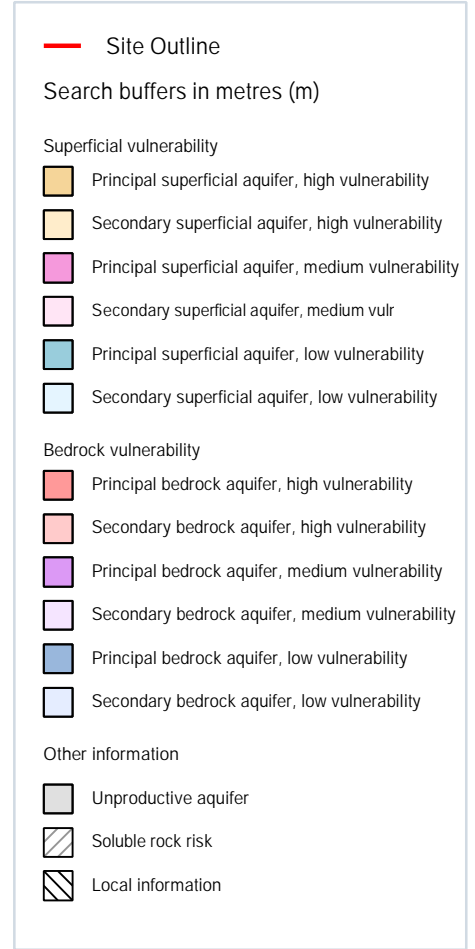 Site Outline
Search buffers in metres (m)
Superficial vulnerability
Principal superficial aquifer, high vulnerability
Secondary superficial aquifer, high vulnerability
Principal superficial aquifer, medium vulnerability
Secondary superficial aquifer, medium vulr
Principal superficial aquifer, low vulnerability
Secondary superficial aquifer, low vulnerability
Bedrock vulnerability
Principal bedrock aquifer, high vulnerability
Secondary bedrock aquifer, high vulnerability
Principal bedrock aquifer, medium vulnerability
Secondary bedrock aquifer, medium vulnerability
Principal bedrock aquifer, low vulnerability
Secondary bedrock aquifer, low vulnerability
Other information
Unproductive aquifer
Soluble rock risk
Local information